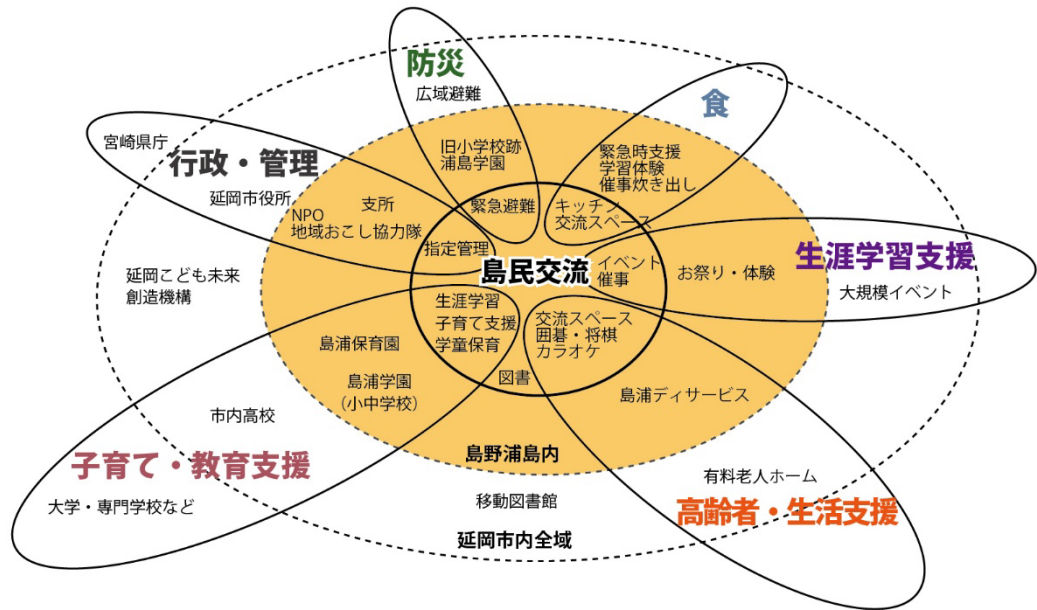 防災
広域避難
食
宮崎県庁
行政・管理
旧小学校跡
浦島学園
緊急時支援
学習体験
催事炊き出し
延岡市役所
支所
NPO
地域おこし協力隊
緊急避難
キッチン
交流スペース
指定管理
島民交流
イベント
催事
お祭り・体験
生涯学習支援
大規模イベント
延岡こども未来
創造機構
生涯学習
子育て支援
学童保育
交流スペース
囲碁・将棋
カラオケ
図書
島浦保育園
島浦学園
（小中学校）
島浦ディサービス
市内高校
子育て・教育支援
大学・専門学校など
島野浦島内
移動図書館
延岡市内全域
有料老人ホーム
高齢者・生活支援